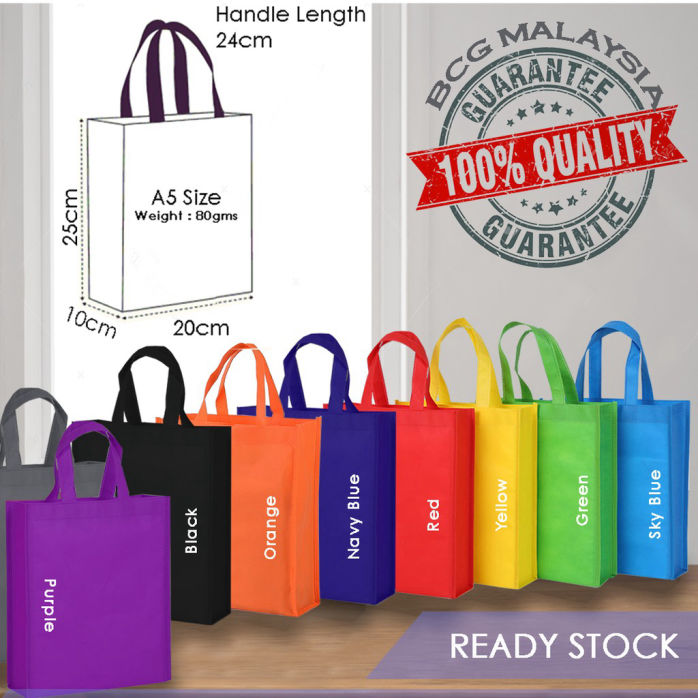 Handle Length
24cm
BCG MALAYSIA
GUARANTEE
100% QUALITY
GUARANTEE
A5 Size
Weight : 80gms
25cm
10cm
20cm
Purple
Black
Orange
Navy Blue
Red
Yellow
Green
Sky Blue
READY STOCK